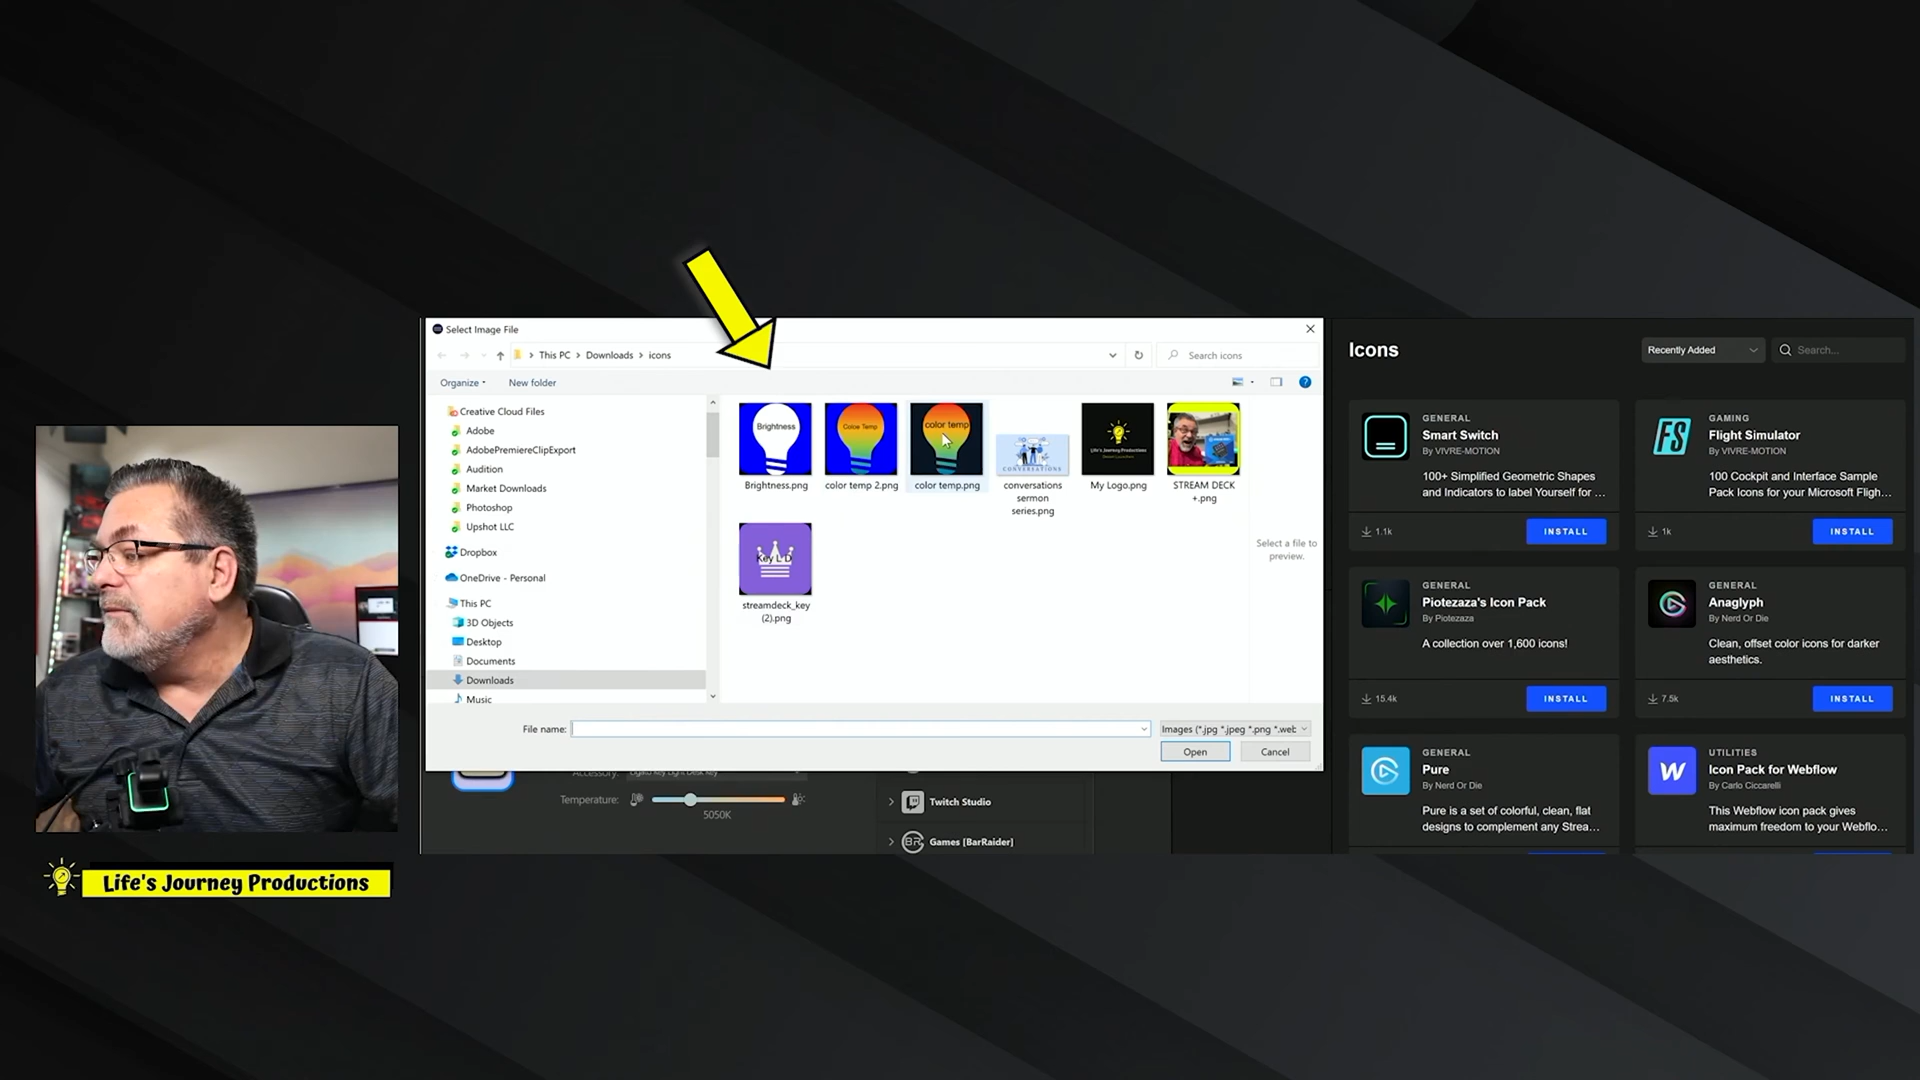 Select Image File
This PC > Downloads > icons
Search icons
Organize
New folder
Creative Cloud Files
Adobe
AdobePremiereClipExport
Audition
Market Downloads
Photoshop
Upshot LLC
Dropbox
OneDrive - Personal
This PC
3D Objects
Desktop
Documents
Downloads
Music
Brightness
Brightness.png
color temp 2.png
color temp
color temp.png
CONVERSATIONS
conversations
sermon
series.png
Life's Journey Productions
My Logo.png
STREAM DECK
+.png
streamdeck_key
(2).png
Select a file to
preview.
File name:
Images (*.jpg *.jpeg *.png *.web
Open
Cancel
Accessory:
Temperature:
5050K
Twitch Studio
Games [BarRaider]
Icons
Recently Added
Search...
GENERAL
Smart Switch
By VIVRE-MOTION
100+ Simplified Geometric Shapes
and Indicators to label Yourself for ...
1.1k
INSTALL
FS
GAMING
Flight Simulator
By VIVRE-MOTION
100 Cockpit and Interface Sample
Pack Icons for your Microsoft Fligh...
1k
INSTALL
GENERAL
Piotezaza's Icon Pack
By Piotezaza
A collection over 1,600 icons!
15.4k
INSTALL
GENERAL
Anaglyph
By Nerd Or Die
Clean, offset color icons for darker
aesthetics.
7.5k
INSTALL
GENERAL
Pure
By Nerd Or Die
Pure is a set of colorful, clean, flat
designs to complement any Strea...
W
UTILITIES
Icon Pack for Webflow
By Carlo Ciccarelli
This Webflow icon pack gives
maximum freedom to your Webflo...
Life's Journey Productions